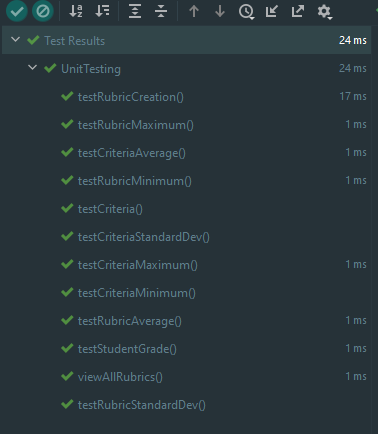 Test Results 24 ms
UnitTesting 24 ms
testRubricCreation() 17 ms
testRubricMaximum() 1 ms
testCriteriaAverage() 1 ms
testRubricMinimum() 1 ms
testCriteria()
testCriteriaStandardDev()
testCriteriaMaximum() 1 ms
testCriteriaMinimum()
testRubricAverage() 1 ms
testStudentGrade() 1 ms
viewAllRubrics() 1 ms
testRubricStandardDev()